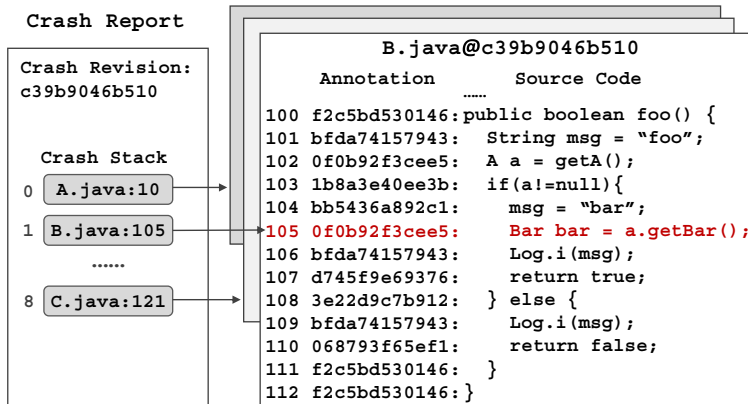 Crash Report
Crash Revision:
c39b9046b510
Crash Stack
0 A.java:10
1 B.java:105
......
8 C.java:121
B.java@c39b9046b510
Annotation Source Code
......
100 f2c5bd530146:public boolean foo() {
101 bfda74157943: String msg = “foo”;
102 0f0b92f3cee5: A a = getA();
103 1b8a3e40ee3b: if(a!=null){
104 bb5436a892c1: msg = “bar”;
105 0f0b92f3cee5: Bar bar = a.getBar();
106 bfda74157943: Log.i(msg);
107 d745f9e69376: return true;
108 3e22d9c7b912: } else {
109 bfda74157943: Log.i(msg);
110 068793f65ef1: return false;
111 f2c5bd530146: }
112 f2c5bd530146:}